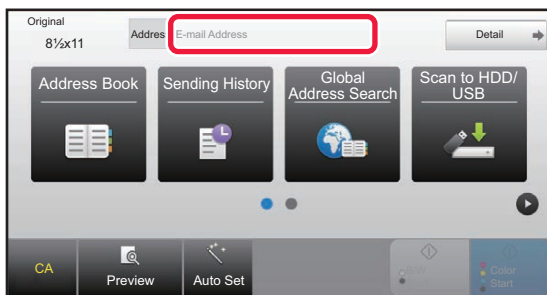 Original
8½x11
Addres
E-mail Address
Detail
Address Book
Sending History
Global
Address Search
Scan to HDD/
USB
CA
Preview
Auto Set
B/W
Start
Color
Start